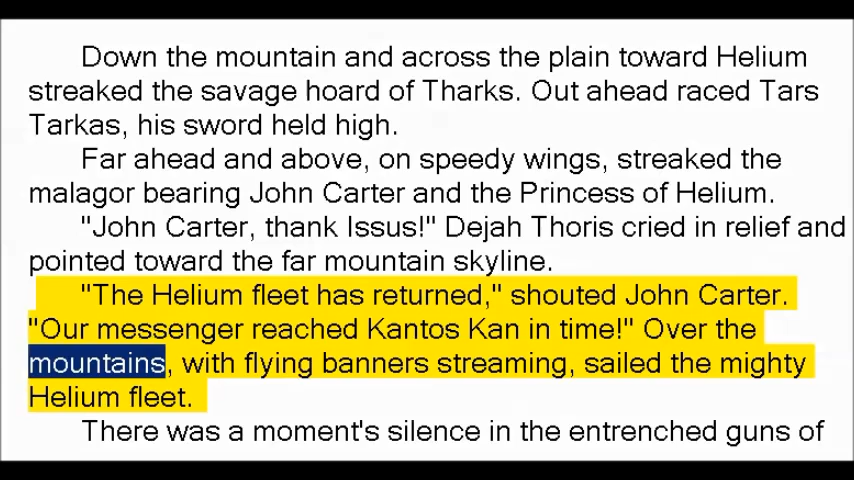 Down the mountain and across the plain toward Helium
streaked the savage hoard of Tharks. Out ahead raced Tars
Tarkas, his sword held high.
Far ahead and above, on speedy wings, streaked the
malagor bearing John Carter and the Princess of Helium.
"John Carter, thank Issus!" Dejah Thoris cried in relief and
pointed toward the far mountain skyline.
"The Helium fleet has returned," shouted John Carter.
"Our messenger reached Kantos Kan in time!" Over the
mountains, with flying banners streaming, sailed the mighty
Helium fleet.
There was a moment's silence in the entrenched guns of